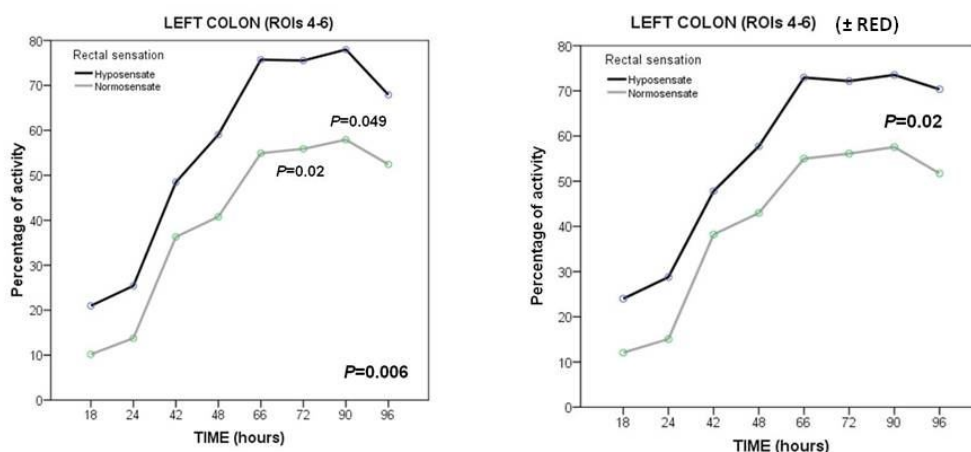 LEFT COLON (ROIs 4-6)
80
70
60
50
40
30
20
10
0
Percentage of activity
Rectal sensation
Hyposensate
Normosensate
P=0.049
P=0.02
P=0.006
18 24 42 48 66 72 90 96
TIME (hours)
LEFT COLON (ROIs 4-6) (± RED)
80
70
60
50
40
30
20
10
0
Percentage of activity
Rectal sensation
Hyposensate
Normosensate
P=0.02
18 24 42 48 66 72 90 96
TIME (hours)